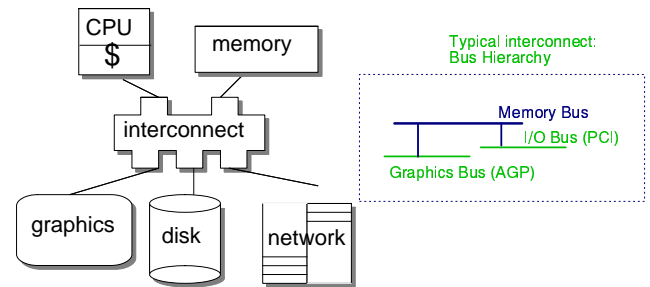 CPU
$
memory
interconnect
graphics
disk
network
Typical interconnect:
Bus Hierarchy
Memory Bus
I/O Bus (PCI)
Graphics Bus (AGP)